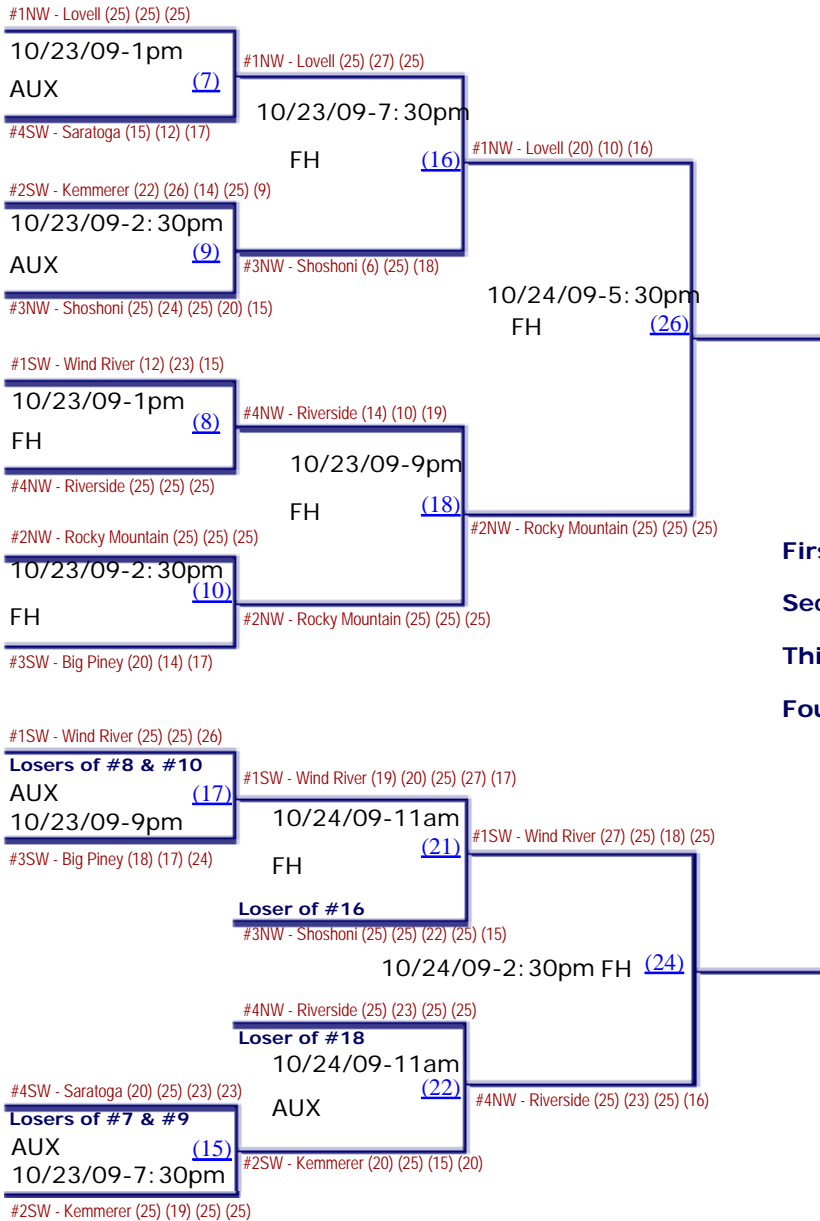 #1NW - Lovell (25) (25) (25)
10/23/09-1pm
AUX
(7)
#4SW - Saratoga (15) (12) (17)
#1NW - Lovell (25) (27) (25)
10/23/09-7:30pm
FH
(16)
#2SW - Kemmerer (22) (26) (14) (25) (9)
10/23/09-2:30pm
AUX
(9)
#3NW - Shoshoni (25) (24) (25) (20) (15)
#3NW - Shoshoni (6) (25) (18)
#1NW - Lovell (20) (10) (16)
10/24/09-5:30pm
FH
(26)
#1SW - Wind River (12) (23) (15)
10/23/09-1pm
FH
(8)
#4NW - Riverside (25) (25) (25)
#4NW - Riverside (14) (10) (19)
10/23/09-9pm
FH
(18)
#2NW - Rocky Mountain (25) (25) (25)
#2NW - Rocky Mountain (25) (25) (25)
10/23/09-2:30pm
FH
(10)
#3SW - Big Piney (20) (14) (17)
#2NW - Rocky Mountain (25) (25) (25)
Firs
Sec
Thi
Fou
#1SW - Wind River (25) (25) (26)
Losers of #8 & #10
AUX
(17)
10/23/09-9pm
#3SW - Big Piney (18) (17) (24)
#1SW - Wind River (19) (20) (25) (27) (17)
10/24/09-11am
FH
(21)
Loser of #16
#3NW - Shoshoni (25) (25) (22) (25) (15)
#1SW - Wind River (27) (25) (18) (25)
10/24/09-2:30pm FH (24)
#4NW - Riverside (25) (23) (25) (25)
Loser of #18
10/24/09-11am
AUX
(22)
#4NW - Riverside (25) (23) (25) (16)
#4SW - Saratoga (20) (25) (23) (23)
Losers of #7 & #9
AUX
(15)
10/23/09-7:30pm
#2SW - Kemmerer (20) (25) (15) (20)
#2SW - Kemmerer (25) (19) (25) (25)